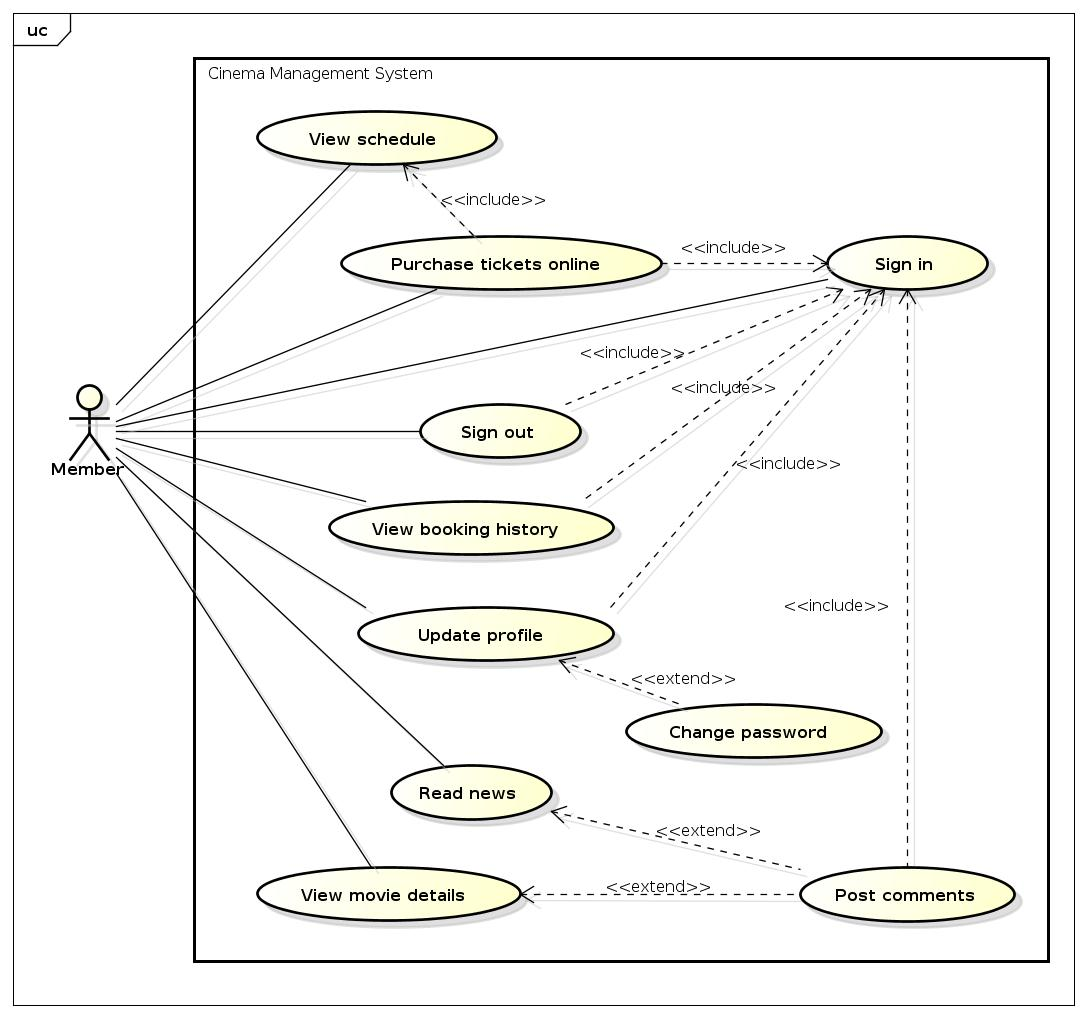 uc
Cinema Management System
View schedule
<<include>>
Purchase tickets online
<<include>>
Sign in
<<include>>
<<include>>
Sign out
<<include>>
Member
View booking history
<<include>>
Update profile
<<extend>>
Change password
Read news
<<extend>>
<<extend>>
View movie details
Post comments